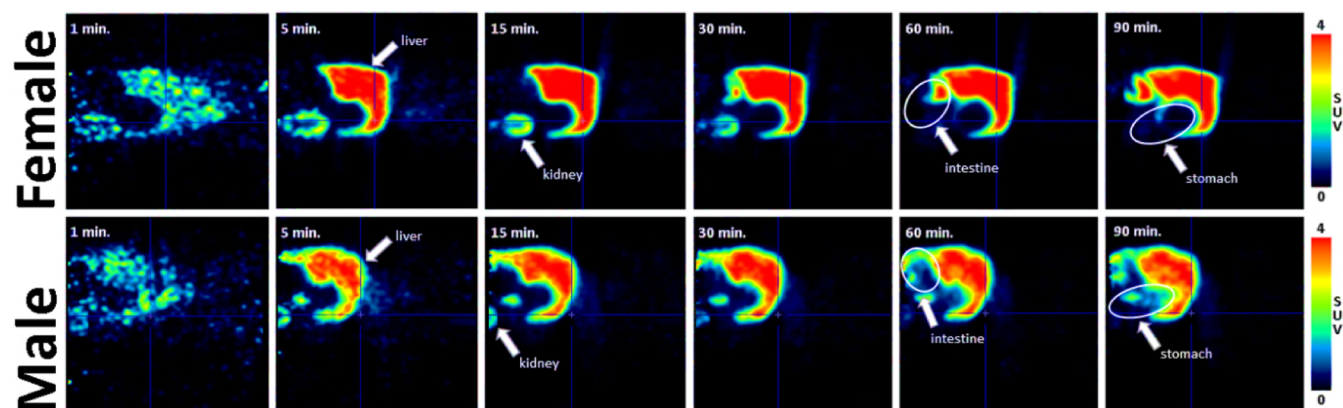 Female
1 min.
5 min.
liver
15 min.
kidney
30 min.
60 min.
intestine
90 min.
stomach
4
SUV
0
Male
1 min.
5 min.
liver
15 min.
kidney
30 min.
60 min.
intestine
90 min.
stomach
4
SUV
0